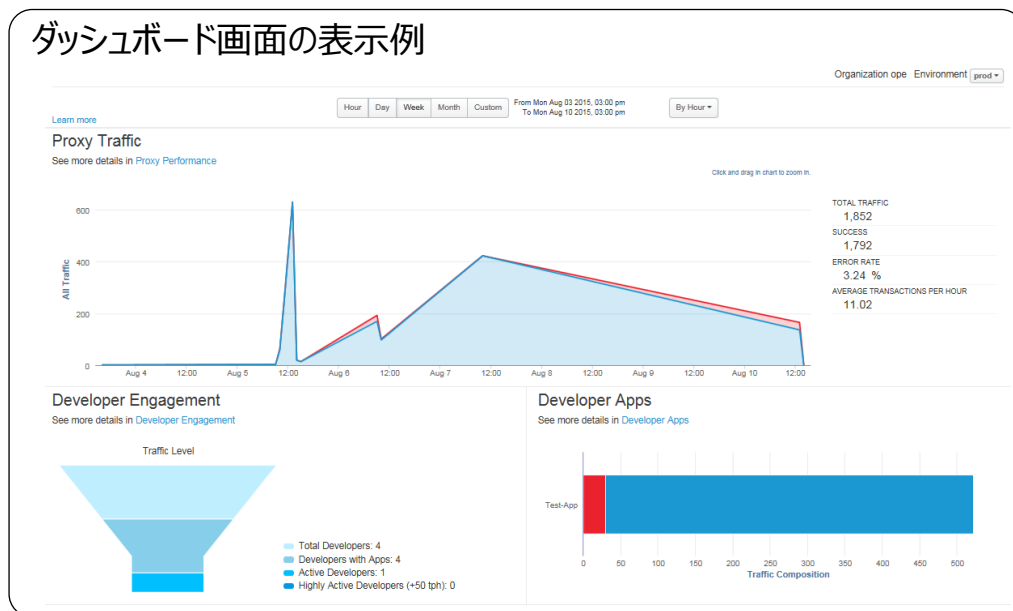 ダッシュボード画面の表示例
Organization ope Environment prod
Hour Day Week Month Custom
From Mon Aug 03 2015, 03:00 pm
To Mon Aug 10 2015, 03:00 pm
By Hour
Learn more
Proxy Traffic
See more details in Proxy Performance
Click and drag in chart to zoom in.
All Traffic
600
400
200
0
Aug 4 12:00 Aug 5 12:00 Aug 6 12:00 Aug 7 12:00 Aug 8 12:00 Aug 9 12:00 Aug 10 12:00
TOTAL TRAFFIC
1,852
SUCCESS
1,792
ERROR RATE
3.24 %
AVERAGE TRANSACTIONS PER HOUR
11.02
Developer Engagement
See more details in Developer Engagement
Traffic Level
Total Developers: 4
Developers with Apps: 4
Active Developers: 1
Highly Active Developers (+50 tph): 0
Developer Apps
See more details in Developer Apps
Test-App
0 50 100 150 200 250 300 350 400 450 500
Traffic Composition